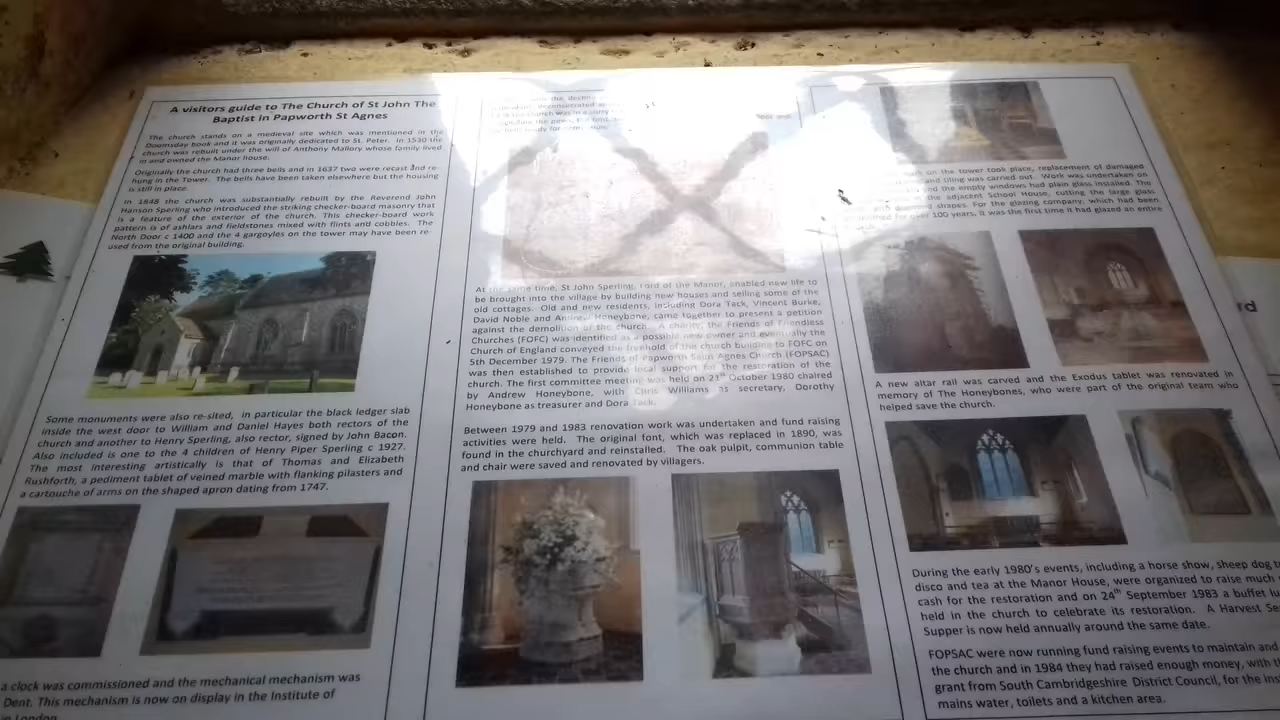 A visitors guide to The Church of St John The
Baptist in Papworth St Agnes
The church stands on a medieval site which was mentioned in the
Doomsday book and it was originally dedicated to St. Peter. In 1530 the
church was rebuilt under the will of Anthony Mallory whose family lived
in and owned the Manor house.
Originally the church had three bells and in 1637 two were recast and re-
hung in the Tower. The bells have been taken elsewhere but the housing
is still in place.
In 1848 the church was substantially rebuilt by the Reverend John
Hanson Sperling who introduced the striking checker-board masonry that
is a feature of the exterior of the church. This checker-board work
pattern is of ashlars and fieldstones mixed with flints and cobbles. The
North Door c 1400 and the 4 gargoyles on the tower may have been re-
used from the original building.
Some monuments were also re-sited, in particular the black ledger slab
inside the west door to William and Daniel Hayes both rectors of the
church and another to Henry Sperling, also rector, signed by John Bacon.
Also included is one to the 4 children of Henry Piper Sperling c 1927.
The most interesting artistically is that of Thomas and Elizabeth
Rushforth, a pediment tablet of veined marble with flanking pilasters and
a cartouche of arms on the shaped apron dating from 1747.
a clock was commissioned and the mechanical mechanism was
Dent. This mechanism is now on display in the Institute of
in London
At the same time, St John Sperling, Lord of the Manor, enabled new life to
be brought into the village by building new houses and selling some of the
old cottages. Old and new residents, including Dora Tack, Vincent Burke,
David Noble and Andrew Honeybone, came together to present a petition
against the demolition of the church. A charity, the Friends of Friendless
Churches (FOFC) was identified as a possible new owner and eventually the
Church of England conveyed the freehold of the church building to FOFC on
5th December 1979. The Friends of Papworth Saint Agnes Church (FOPSAC)
was then established to provide local support for the restoration of the
church. The first committee meeting was held on 21st October 1980 chaired
by Andrew Honeybone, with Chris Williams as secretary, Dorothy
Honeybone as treasurer and Dora Tack.
Between 1979 and 1983 renovation work was undertaken and fund raising
activities were held. The original font, which was replaced in 1890, was
found in the churchyard and reinstalled. The oak pulpit, communion table
and chair were saved and renovated by villagers.
on the tower took place, replacement of damaged
and tiling was carried out. Work was undertaken on
and the empty windows had plain glass installed. The
the adjacent School House, cutting the large glass
diamond shapes. For the glazing company, which had been
for over 100 years, it was the first time it had glazed an entire
A new altar rail was carved and the Exodus tablet was renovated in
memory of The Honeybones, who were part of the original team who
helped save the church.
During the early 1980's events, including a horse show, sheep dog
disco and tea at the Manor House, were organized to raise much
cash for the restoration and on 24th September 1983 a buffet
held in the church to celebrate its restoration. A Harvest
Supper is now held annually around the same date.
FOPSAC were now running fund raising events to maintain and
the church and in 1984 they had raised enough money, with
grant from South Cambridgeshire District Council, for the
mains water, toilets and a kitchen area.